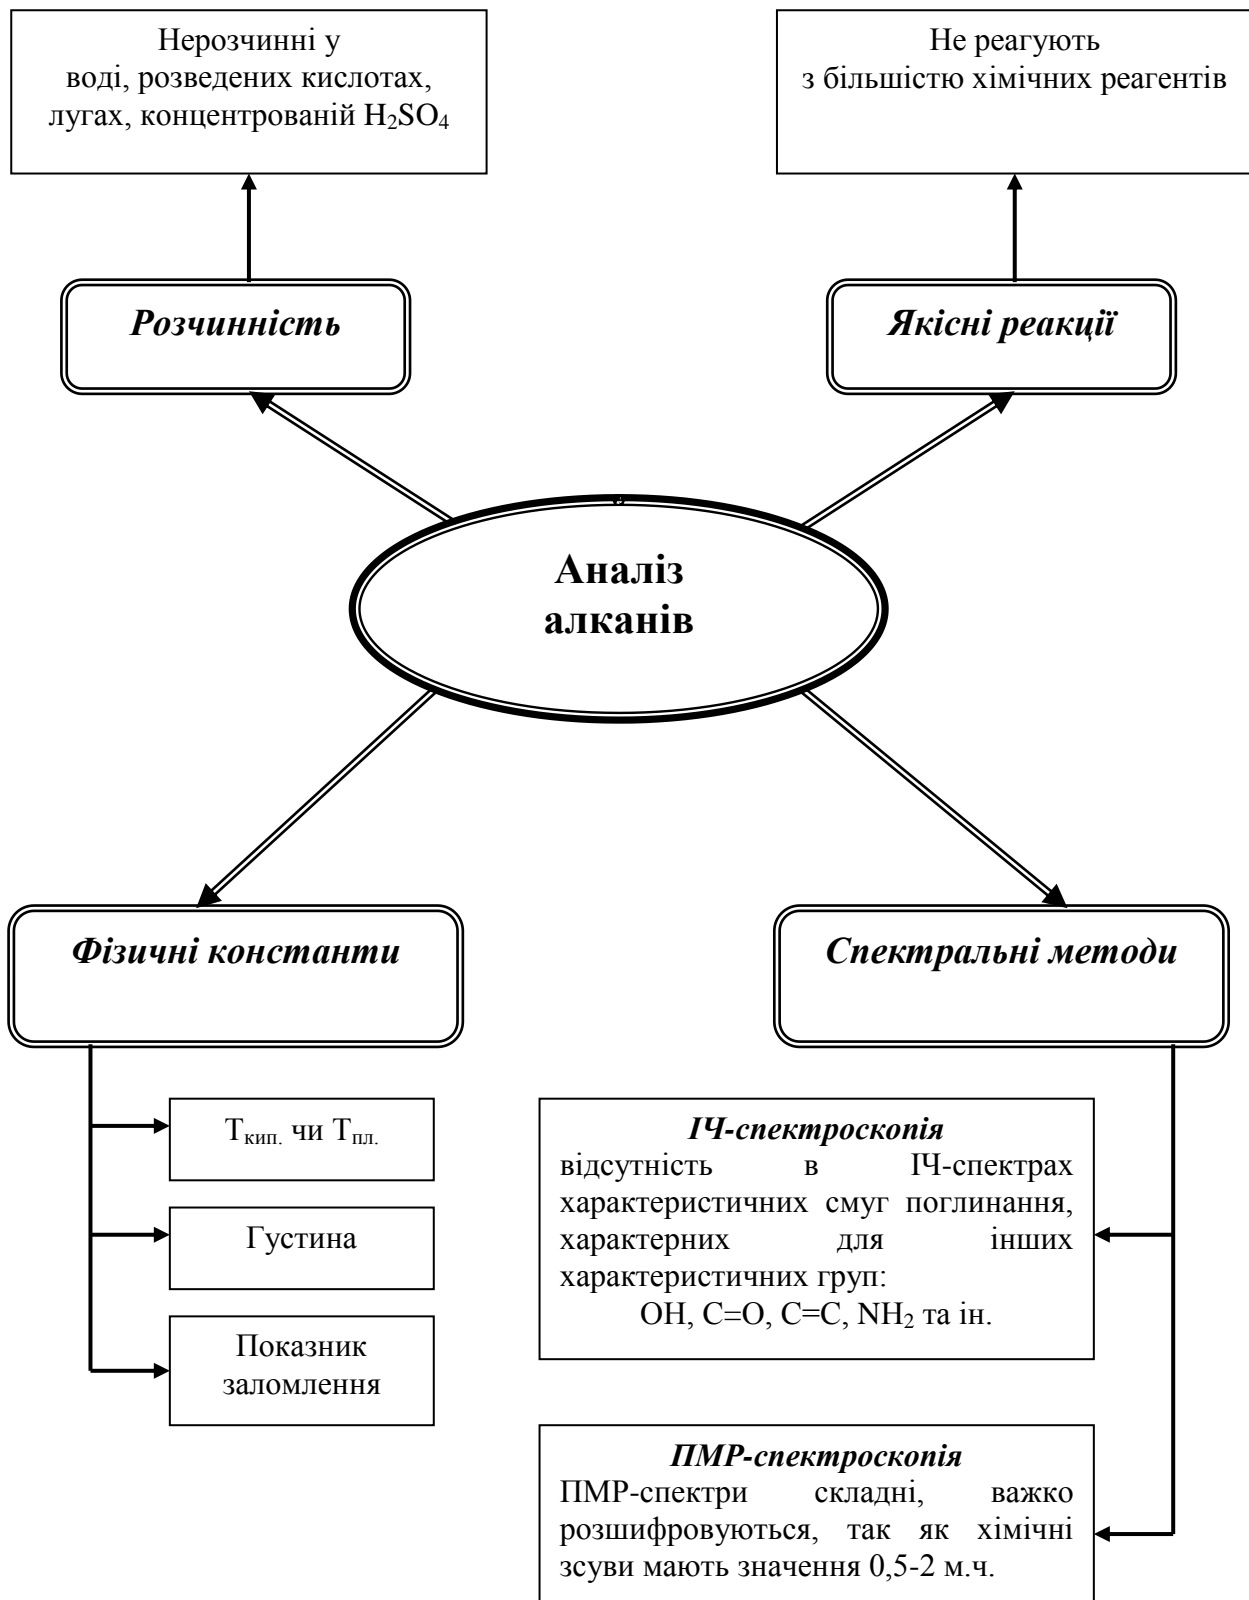 Нерозчинні у
воді, розведених кислотах,
лугах, концентрованій H₂SO₄
Не реагують
з більшістю хімічних реагентів
Розчинність
Якісні реакції
Аналіз
алканів
Фізичні константи
Спектральні методи
Ткип. чи Тпл.
Густина
Показник
заломлення
ІЧ-спектроскопія
відсутність в ІЧ-спектрах
характеристичних смуг поглинання,
характерних для інших
характеристичних груп:
OH, C=O, C=C, NH₂ та ін.
ПМР-спектроскопія
ПМР-спектри складні, важко
розшифровуються, так як хімічні
зсуви мають значення 0,5-2 м.ч.